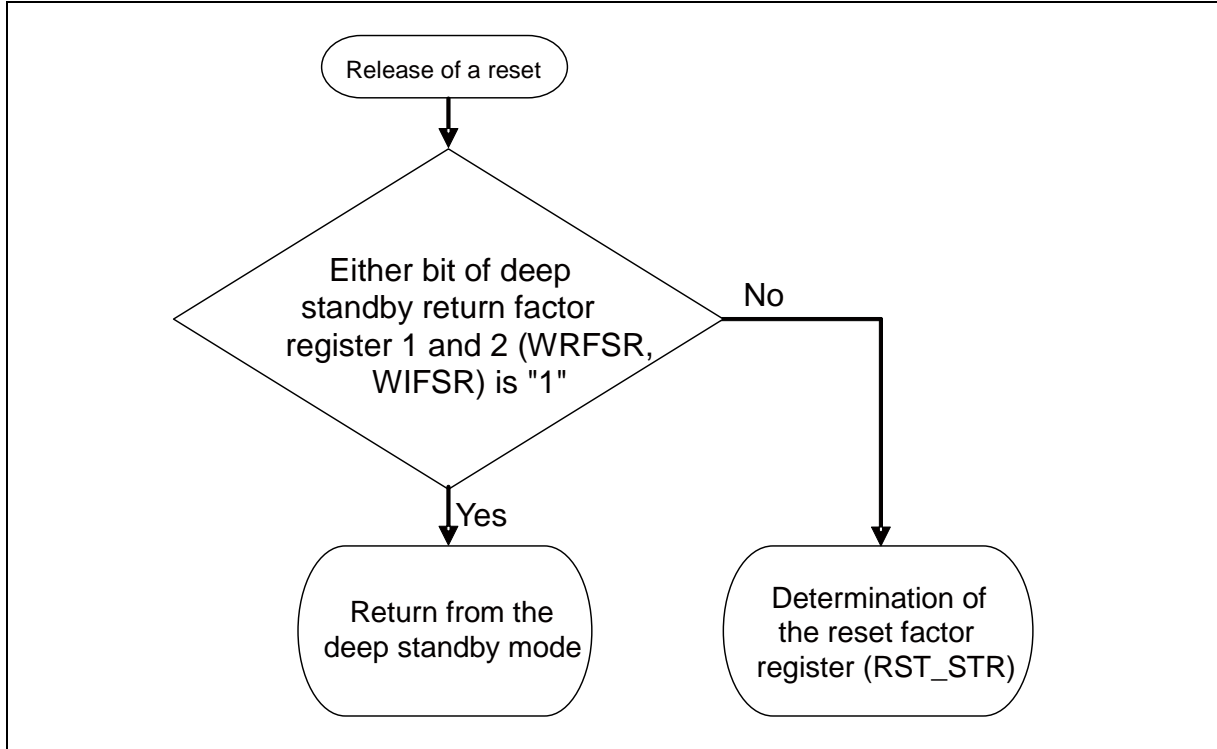 Release of a reset
Either bit of deep
standby return factor
register 1 and 2 (WRFSR,
WIFSR) is "1"
No
Yes
Return from the
deep standby mode
Determination of
the reset factor
register (RST_STR)